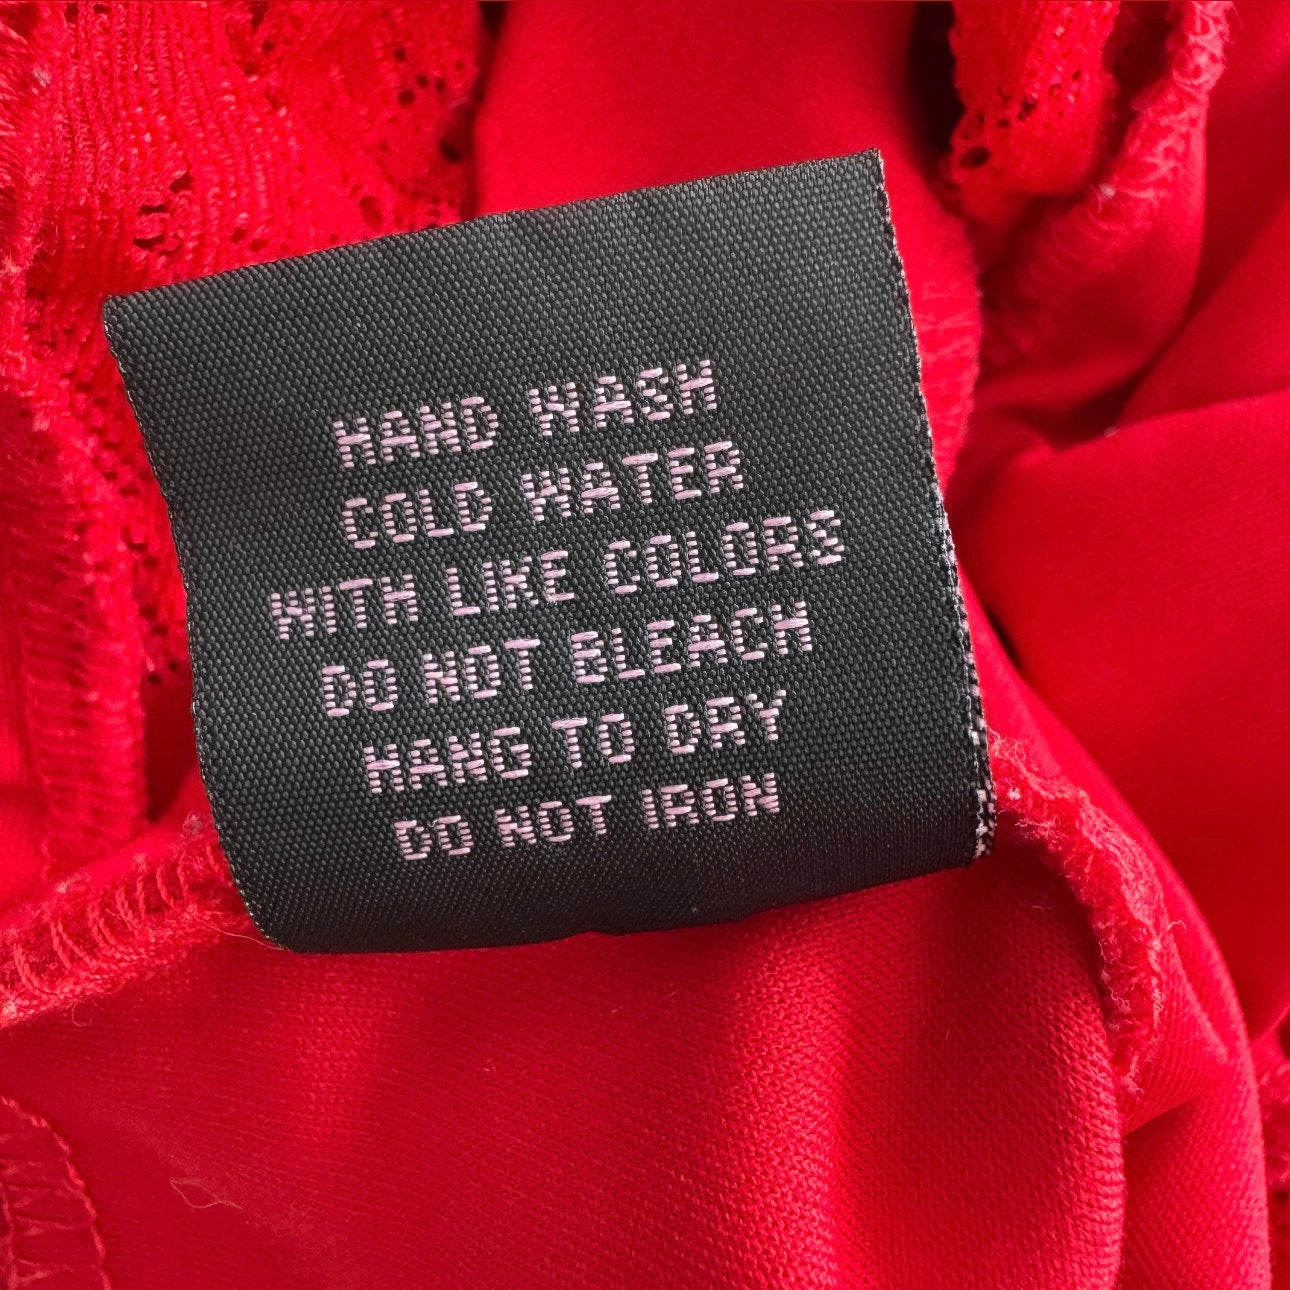 HAND WASH
COLD WATER
WITH LIKE COLORS
DO NOT BLEACH
HANG TO DRY
DO NOT IRON